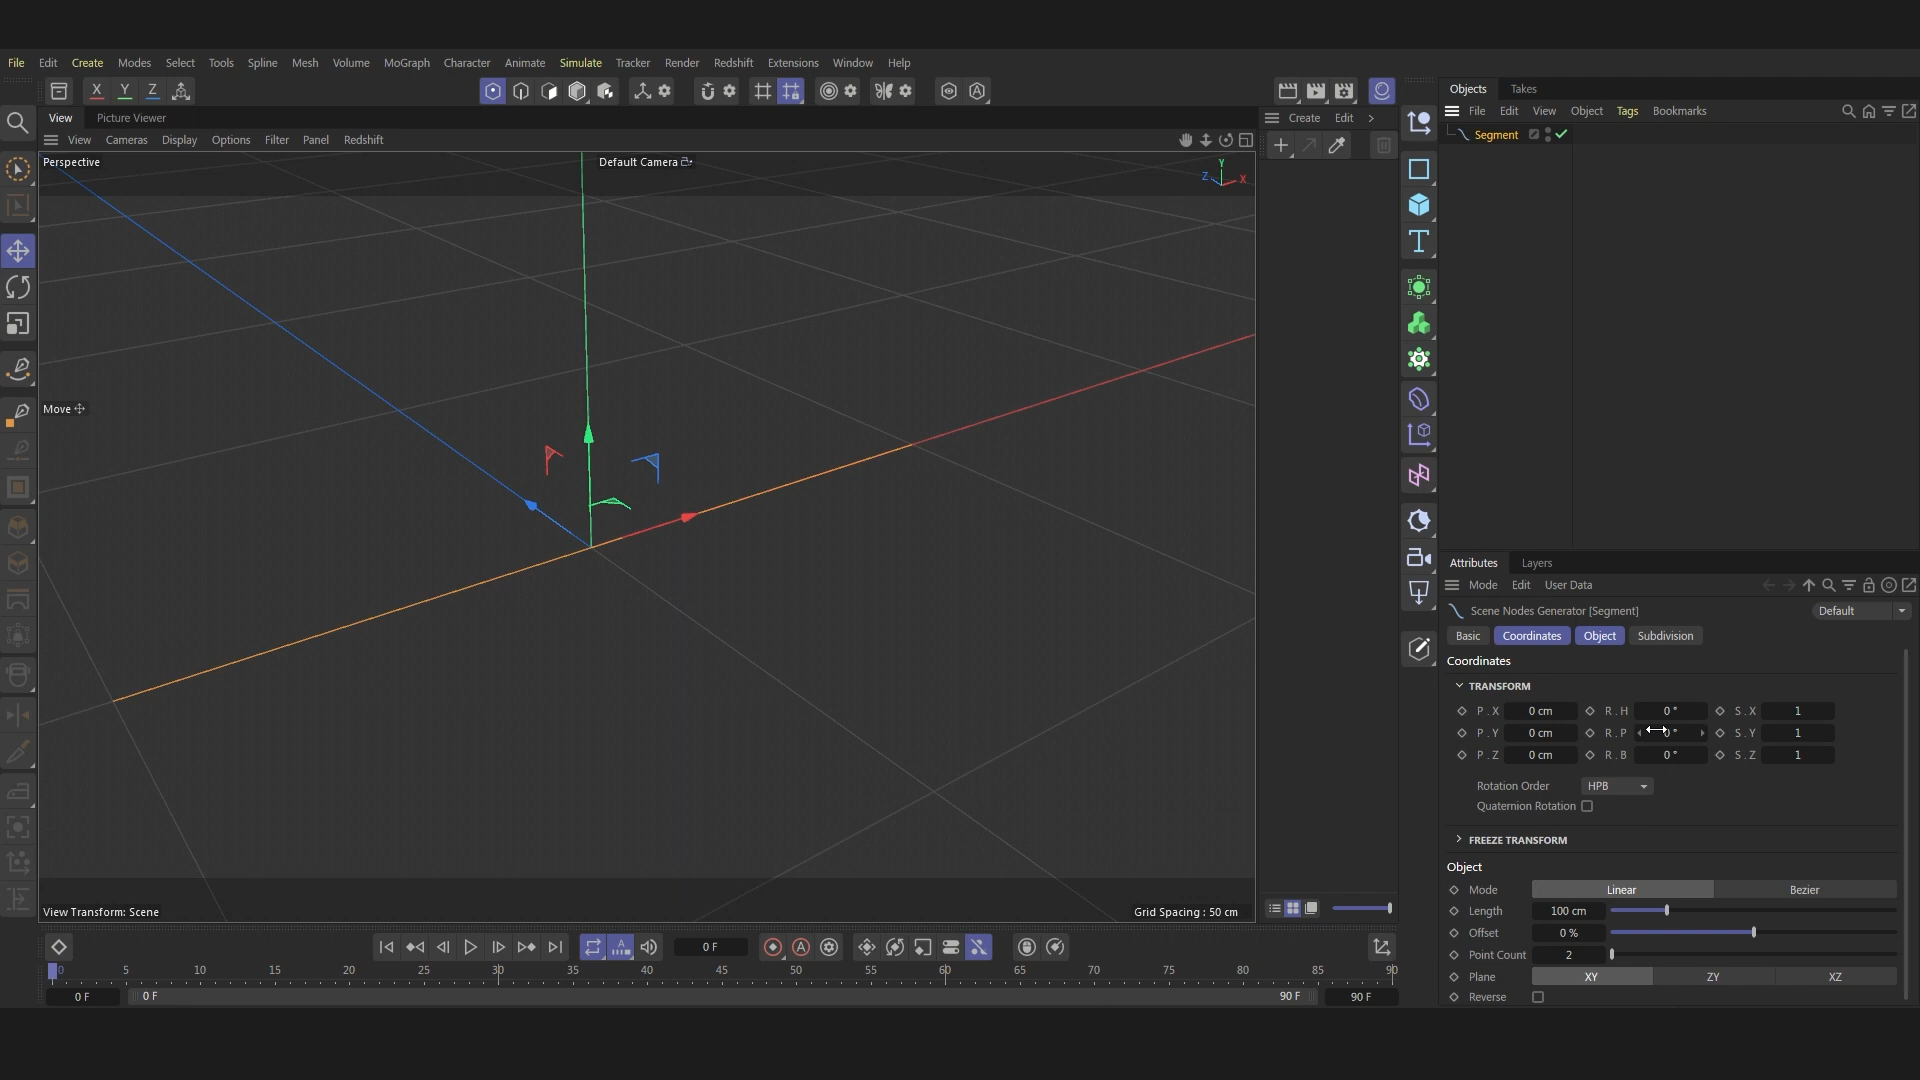 File Edit Create Modes Select Tools Spline Mesh Volume MoGraph Character Animate Simulate Tracker Render Redshift Extensions Window Help
X Y Z
View Picture Viewer
View Cameras Display Options Filter Panel Redshift
Perspective
Default Camera
Y
Z X
Move
View Transform: Scene
Grid Spacing : 50 cm
Create Edit
Objects Takes
File Edit View Object Tags Bookmarks
Segment
Attributes Layers
Mode Edit User Data
Scene Nodes Generator [Segment]
Default
Basic Coordinates Object Subdivision
Coordinates
TRANSFORM
P . X 0 cm R . H 0 ° S . X 1
P . Y 0 cm R . P 0 ° S . Y 1
P . Z 0 cm R . B 0 ° S . Z 1
Rotation Order HPB
Quaternion Rotation
FREEZE TRANSFORM
Object
Mode Linear Bezier
Length 100 cm
Offset 0 %
Point Count 2
Plane XY ZY XZ
Reverse
A
0 F
A
0 5 10 15 20 25 30 35 40 45 50 55 60 65 70 75 80 85 90
0 F 0 F 90 F 90 F